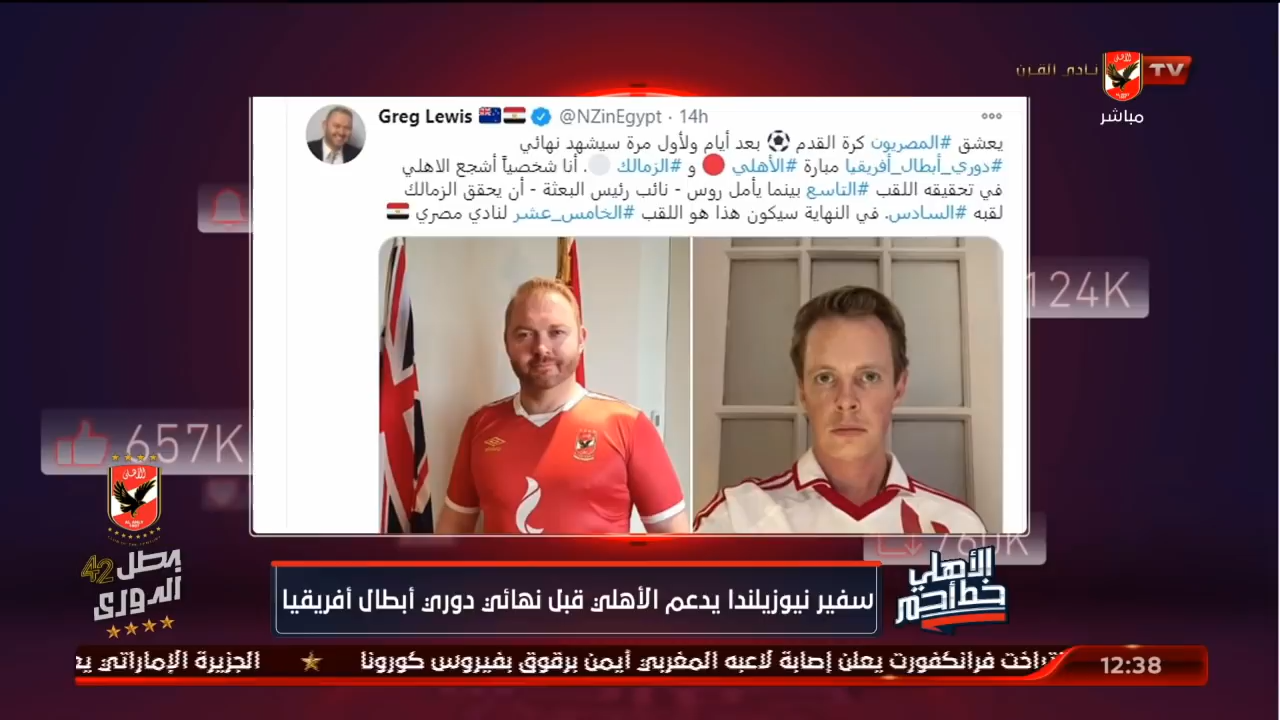 نادي القرن
TV
مباشر
Greg Lewis @NZinEgypt · 14h
يعشق #المصريون كرة القدم بعد أيام ولأول مرة سيشهد نهائي
#دوري_أبطال_أفريقيا مبارة #الأهلي و #الزمالك. أنا شخصياً أشجع الاهلي
في تحقيقه اللقب #التاسع بينما يأمل روس - نائب رئيس البعثة - أن يحقق الزمالك
لقبه #السادس. في النهاية سيكون هذا هو اللقب #الخامس_عشر لنادي مصري
124K
657K
760K
بطل 42
الدوري
الأهلي
خط أحمر
سفير نيوزيلندا يدعم الأهلي قبل نهائي دوري أبطال أفريقيا
12:38
نتراخت فرانكفورت يعلن إصابة لاعبه المغربي أيمن برقوق بفيروس كورونا
الجزيرة الإماراتي يع